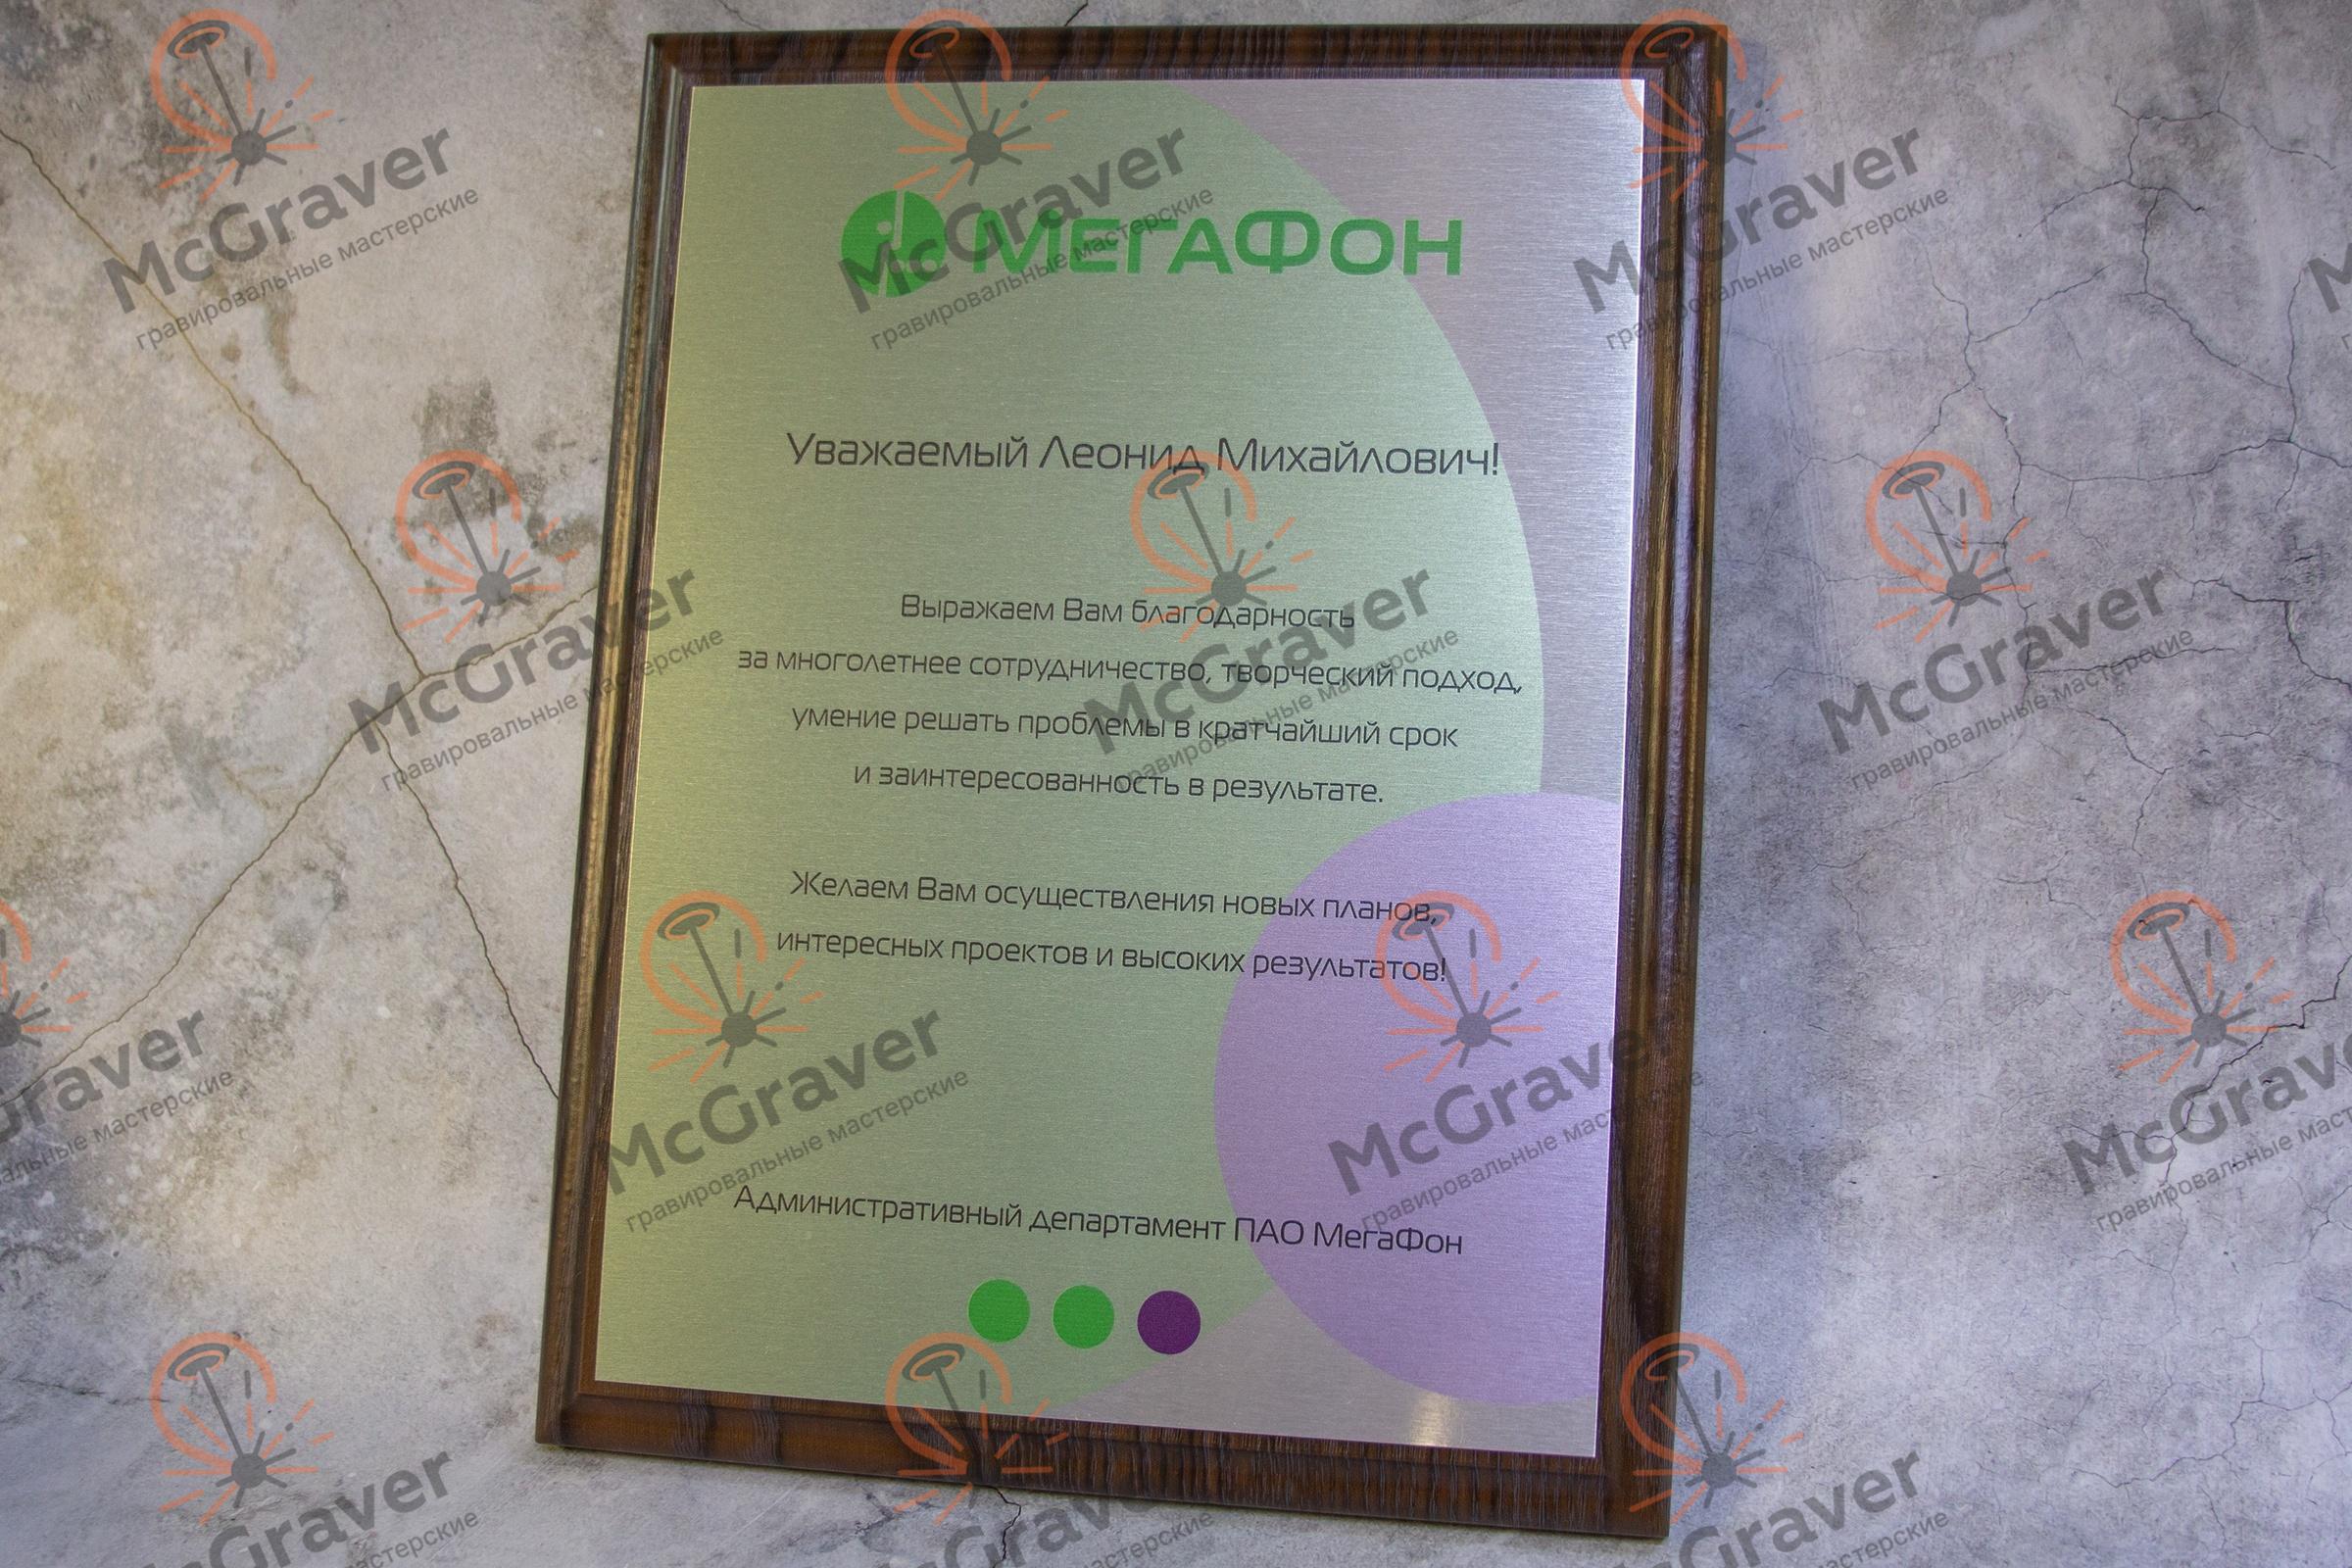 МЕГАФОН
Уважаемый Леонид Михайлович!
Выражаем Вам благодарность
за многолетнее сотрудничество, творческий подход,
умение решать проблемы в кратчайший срок
и заинтересованность в результате.
Желаем Вам осуществления новых планов,
интересных проектов и высоких результатов!
Административный департамент ПАО МегаФон
McGraver
гравировальные мастерские